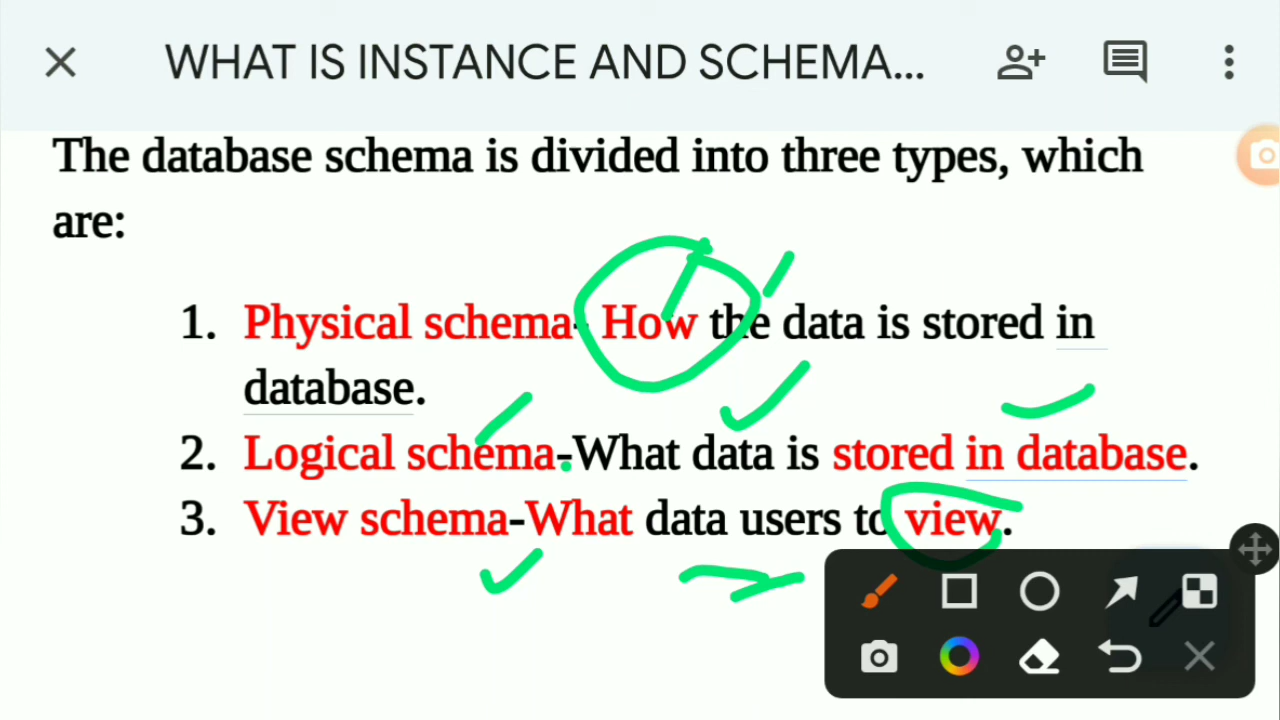 WHAT IS INSTANCE AND SCHEMA...
The database schema is divided into three types, which
are:
1. Physical schema- How the data is stored in
database.
2. Logical schema-What data is stored in database.
3. View schema-What data users to view.